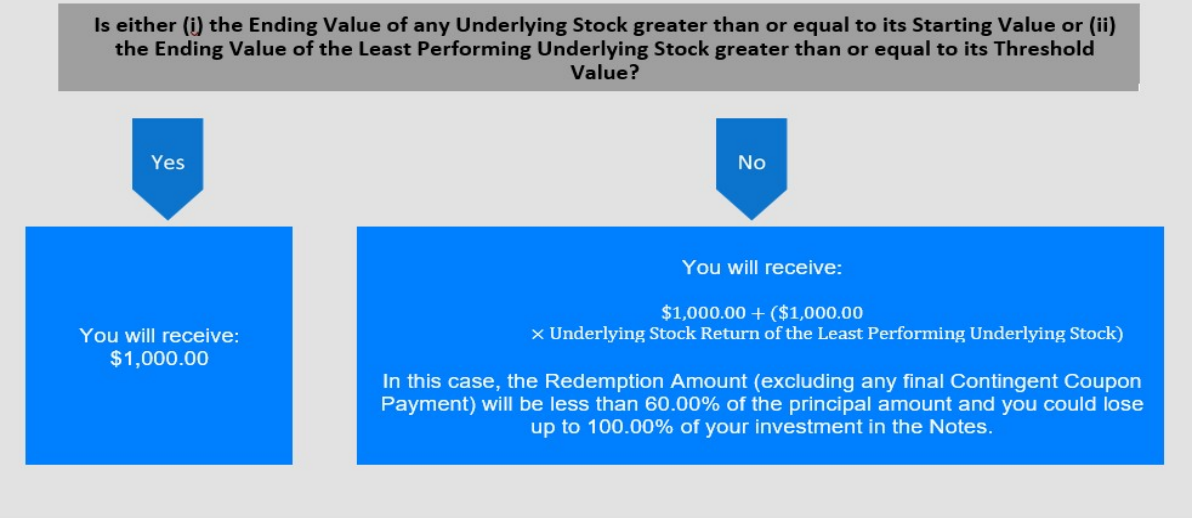 Is either (i) the Ending Value of any Underlying Stock greater than or equal to its Starting Value or (ii)
the Ending Value of the Least Performing Underlying Stock greater than or equal to its Threshold
Value?
Yes
No
You will receive:
$1,000.00
You will receive:
$1,000.00 + ($1,000.00
× Underlying Stock Return of the Least Performing Underlying Stock)
In this case, the Redemption Amount (excluding any final Contingent Coupon
Payment) will be less than 60.00% of the principal amount and you could lose
up to 100.00% of your investment in the Notes.